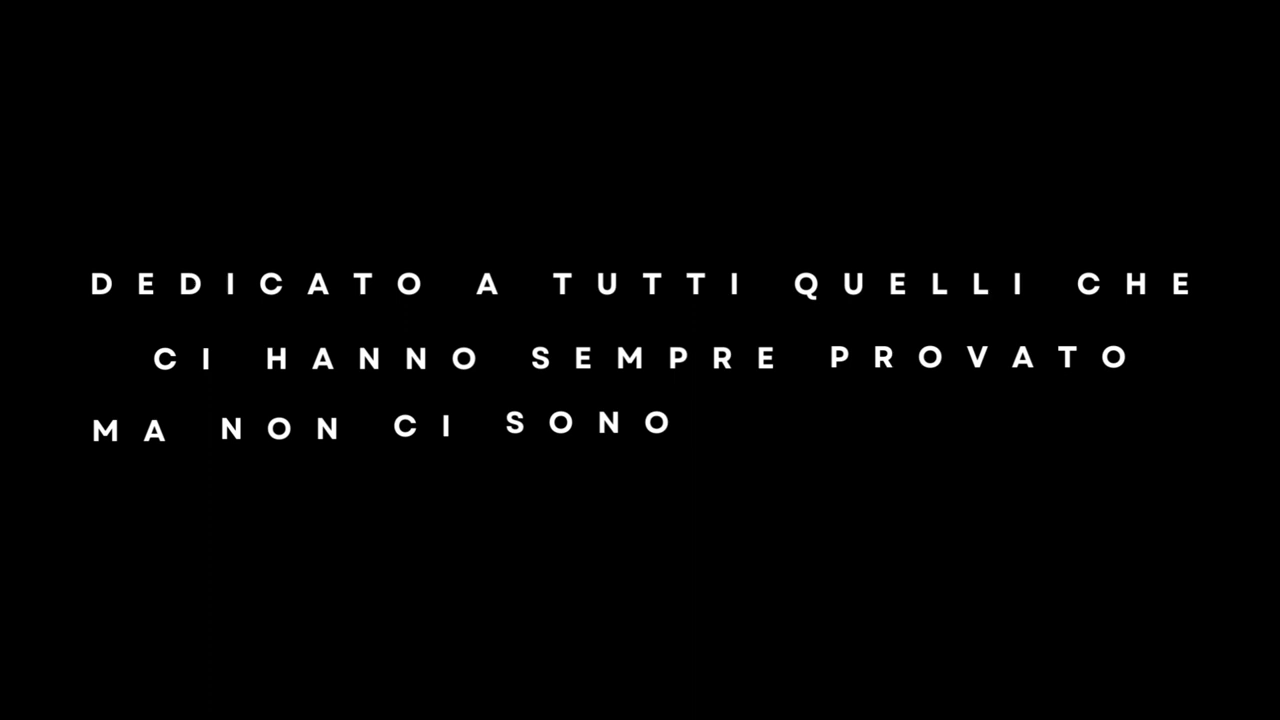 DEDICATO A TUTTI QUELLI CHE
CI HANNO SEMPRE PROVATO
MA NON CI SONO